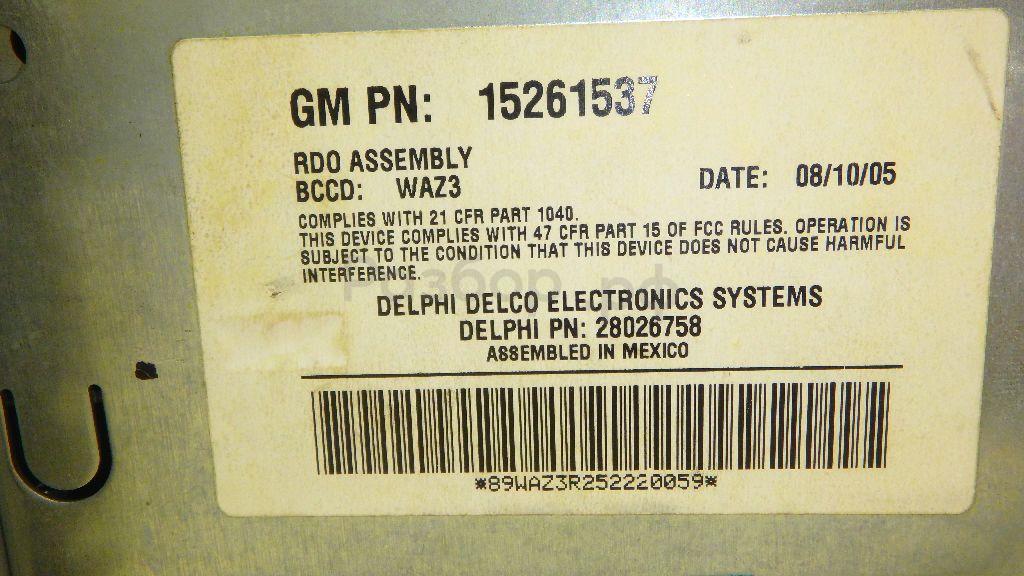 GM PN: 15261537
RDO ASSEMBLY
BCCD: WAZ3 DATE: 08/10/05
COMPLIES WITH 21 CFR PART 1040.
THIS DEVICE COMPLIES WITH 47 CFR PART 15 OF FCC RULES. OPERATION IS
SUBJECT TO THE CONDITION THAT THIS DEVICE DOES NOT CAUSE HARMFUL
INTERFERENCE.
Разбор.рф
DELPHI DELCO ELECTRONICS SYSTEMS
DELPHI PN: 28026758
ASSEMBLED IN MEXICO
*89WAZ3R252220059*